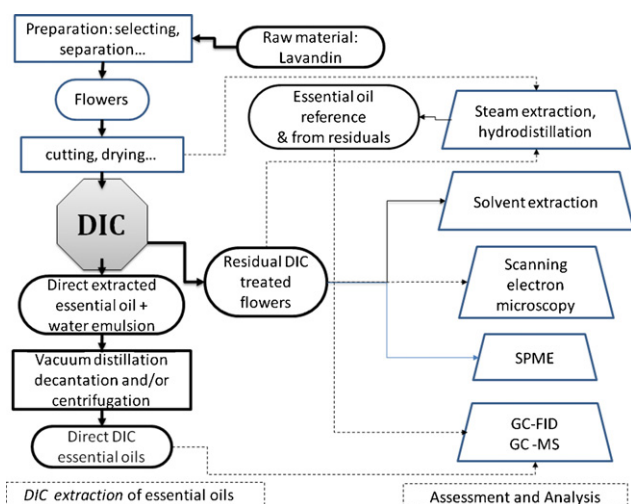 Preparation: selecting,
separation...
Raw material:
Lavandin
Flowers
cutting, drying...
DIC
Direct extracted
essential oil +
water emulsion
Vacuum distillation
decantation and/or
centrifugation
Direct DIC
essential oils
DIC extraction of essential oils
Essential oil
reference
& from residuals
Residual DIC
treated
flowers
Steam extraction,
hydrodistillation
Solvent extraction
Scanning
electron
microscopy
SPME
GC-FID
GC -MS
Assessment and Analysis